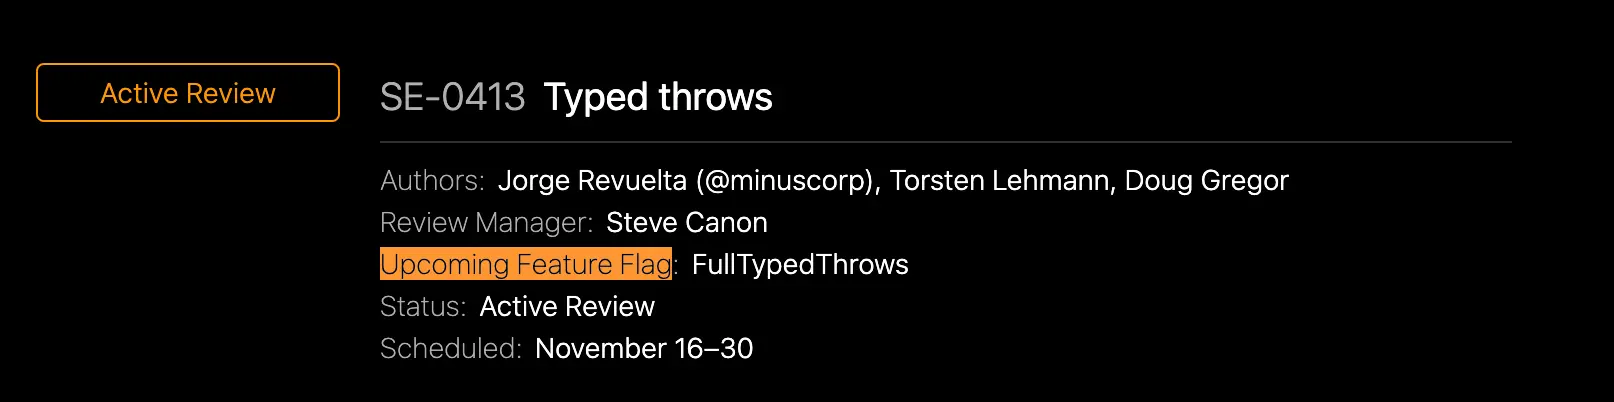 Active Review
SE-0413 Typed throws
Authors: Jorge Revuelta (@minuscorp), Torsten Lehmann, Doug Gregor
Review Manager: Steve Canon
Upcoming Feature Flag: FullTypedThrows
Status: Active Review
Scheduled: November 16–30